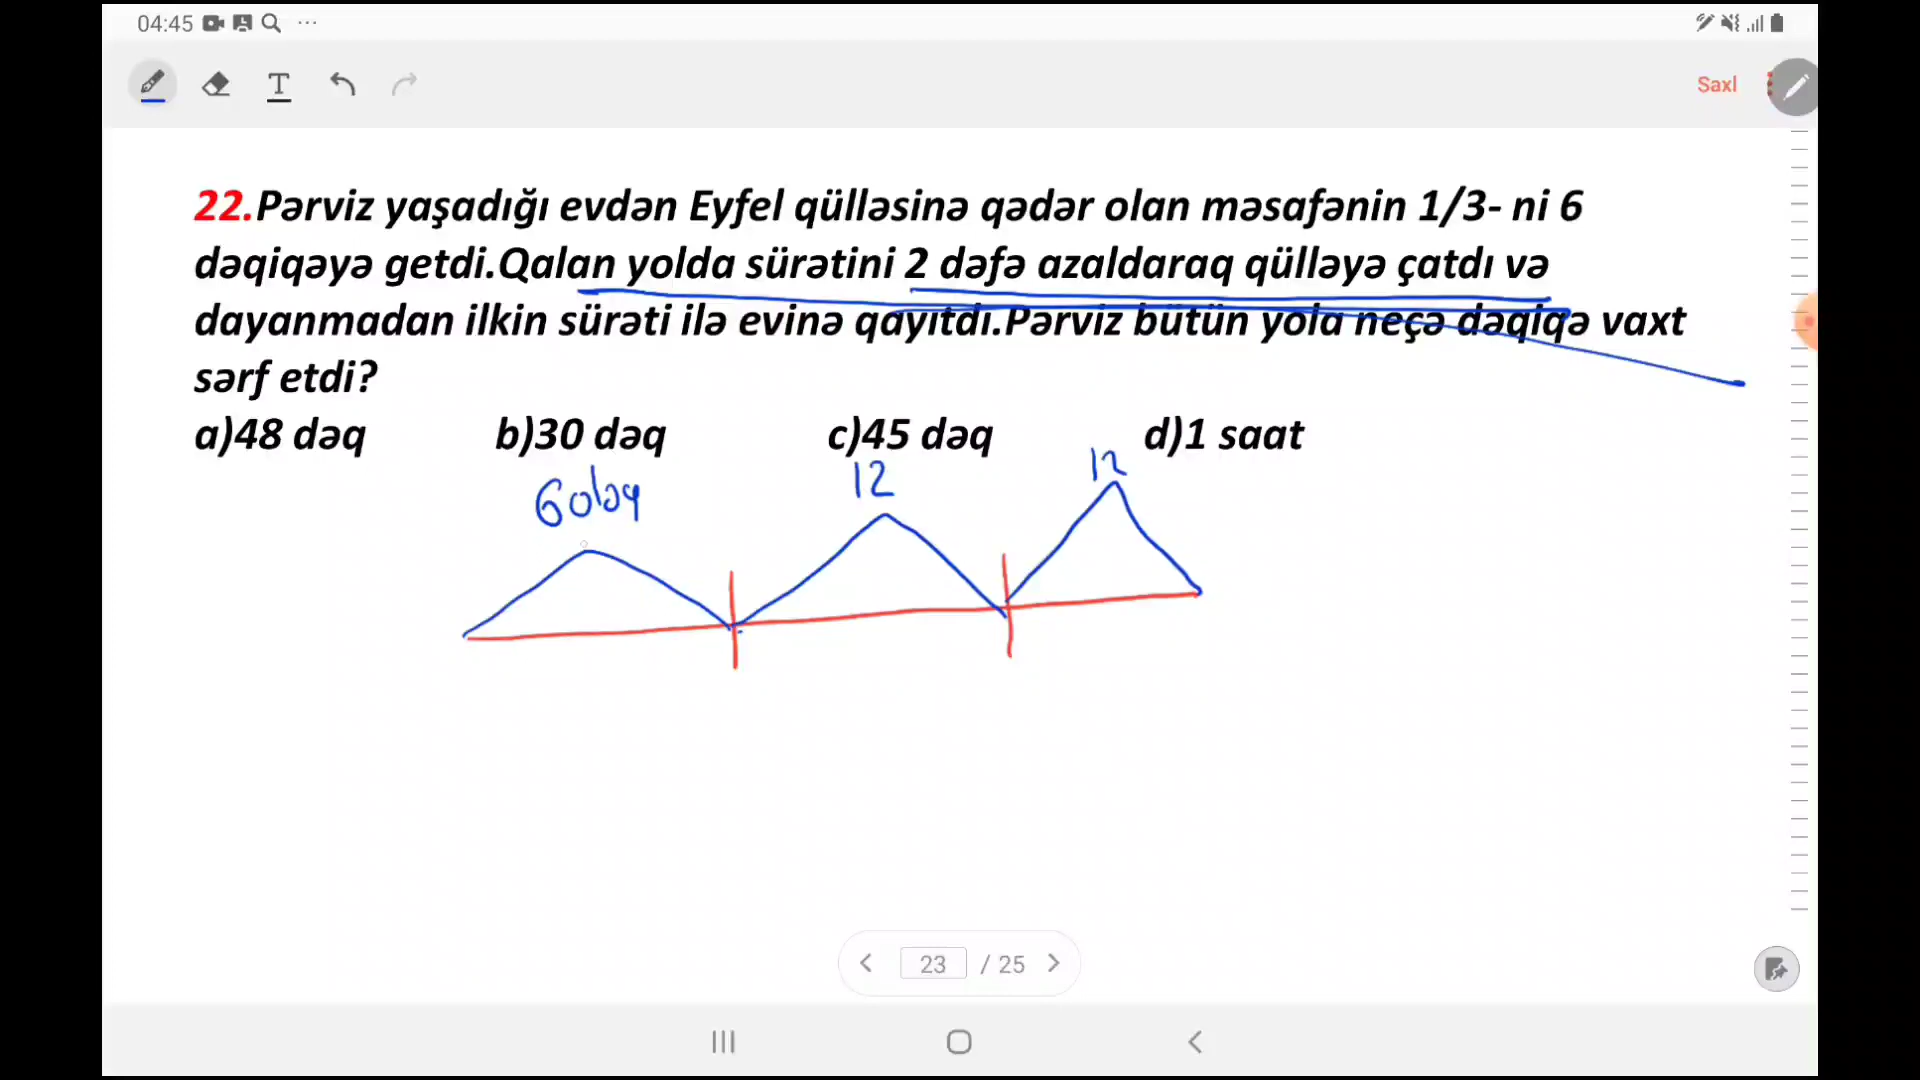 04:45
Saxl
22.Pərviz yaşadığı evdən Eyfel qülləsinə qədər olan məsafənin 1/3- ni 6
dəqiqəyə getdi.Qalan yolda sürətini 2 dəfə azaldaraq qülləyə çatdı və
dayanmadan ilkin sürəti ilə evinə qayıtdı.Pərviz bütün yola neçə dəqiqə vaxt
sərf etdi?
a)48 dəq b)30 dəq c)45 dəq d)1 saat
6 dəq 12 12
23 / 25